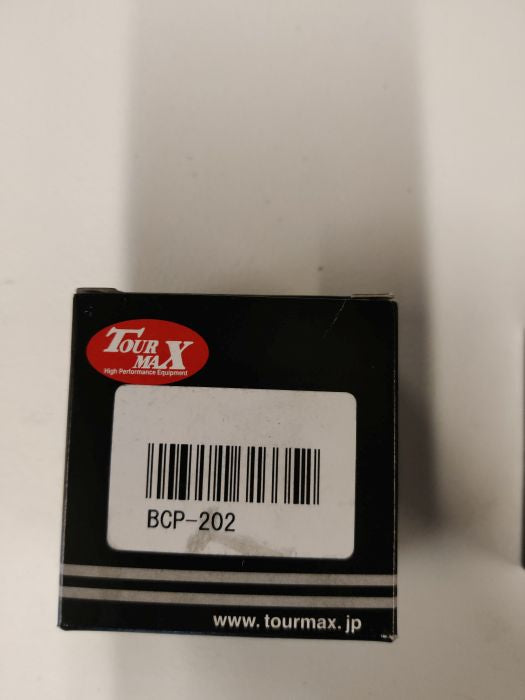 TOUR
MAX
High Performance Equipment
BCP-202
www.tourmax.jp